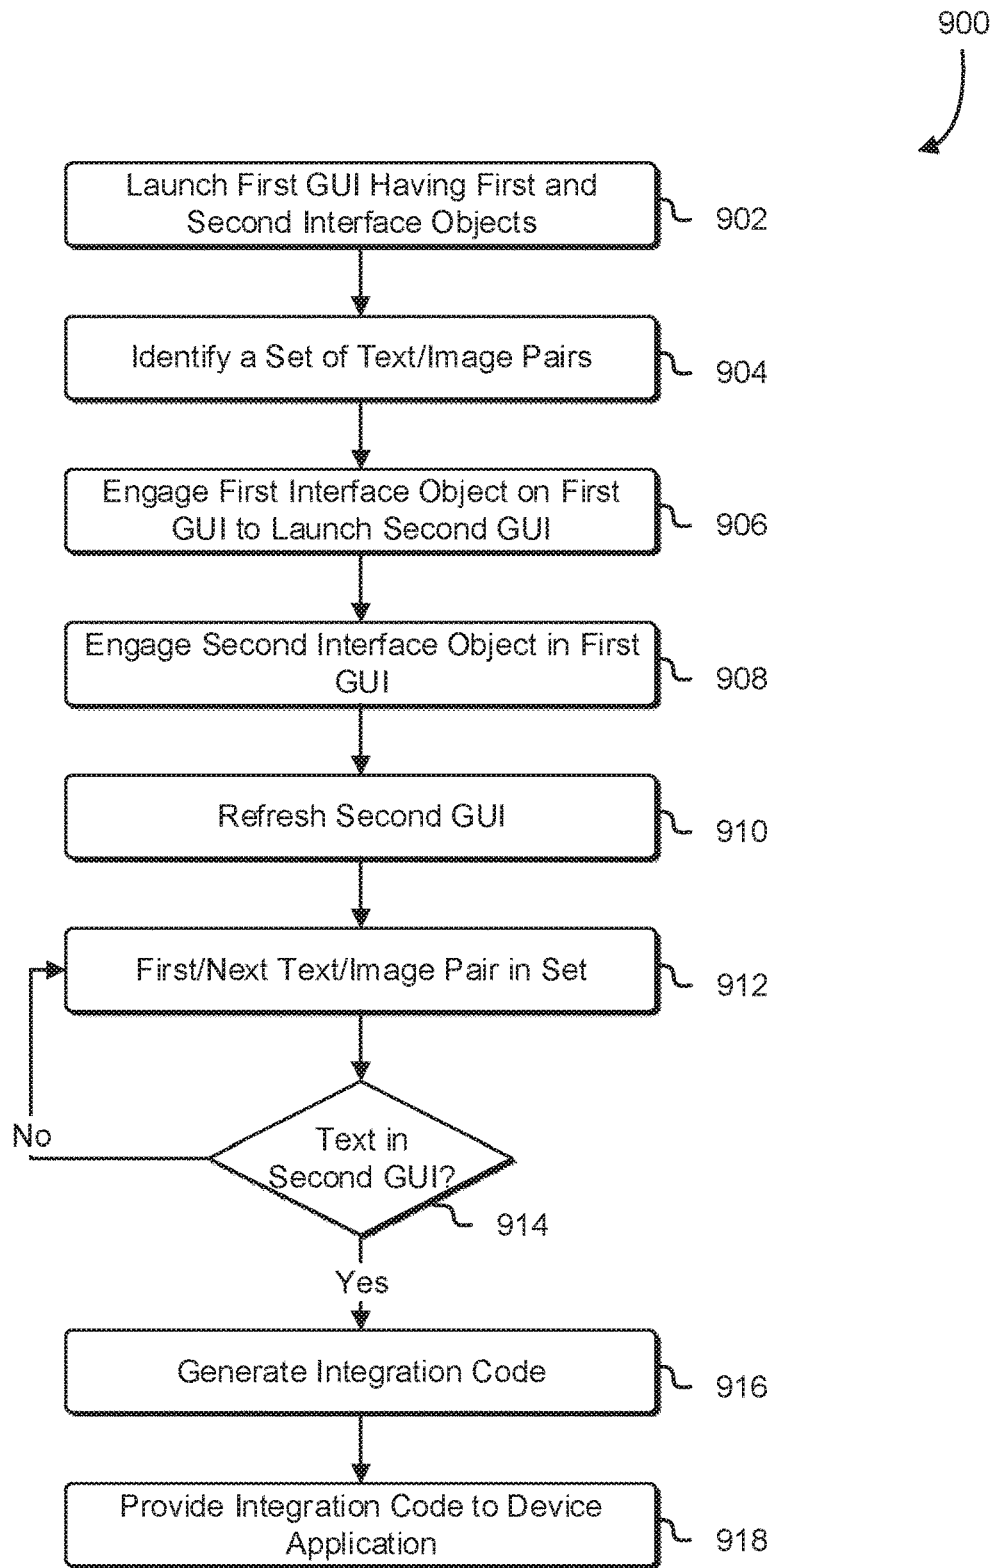 900
Launch First GUI Having First and
Second Interface Objects
902
Identify a Set of Text/Image Pairs
904
Engage First Interface Object on First
GUI to Launch Second GUI
906
Engage Second Interface Object in First
GUI
908
Refresh Second GUI
910
First/Next Text/Image Pair in Set
912
No
Text in
Second GUI?
914
Yes
Generate Integration Code
916
Provide Integration Code to Device
Application
918